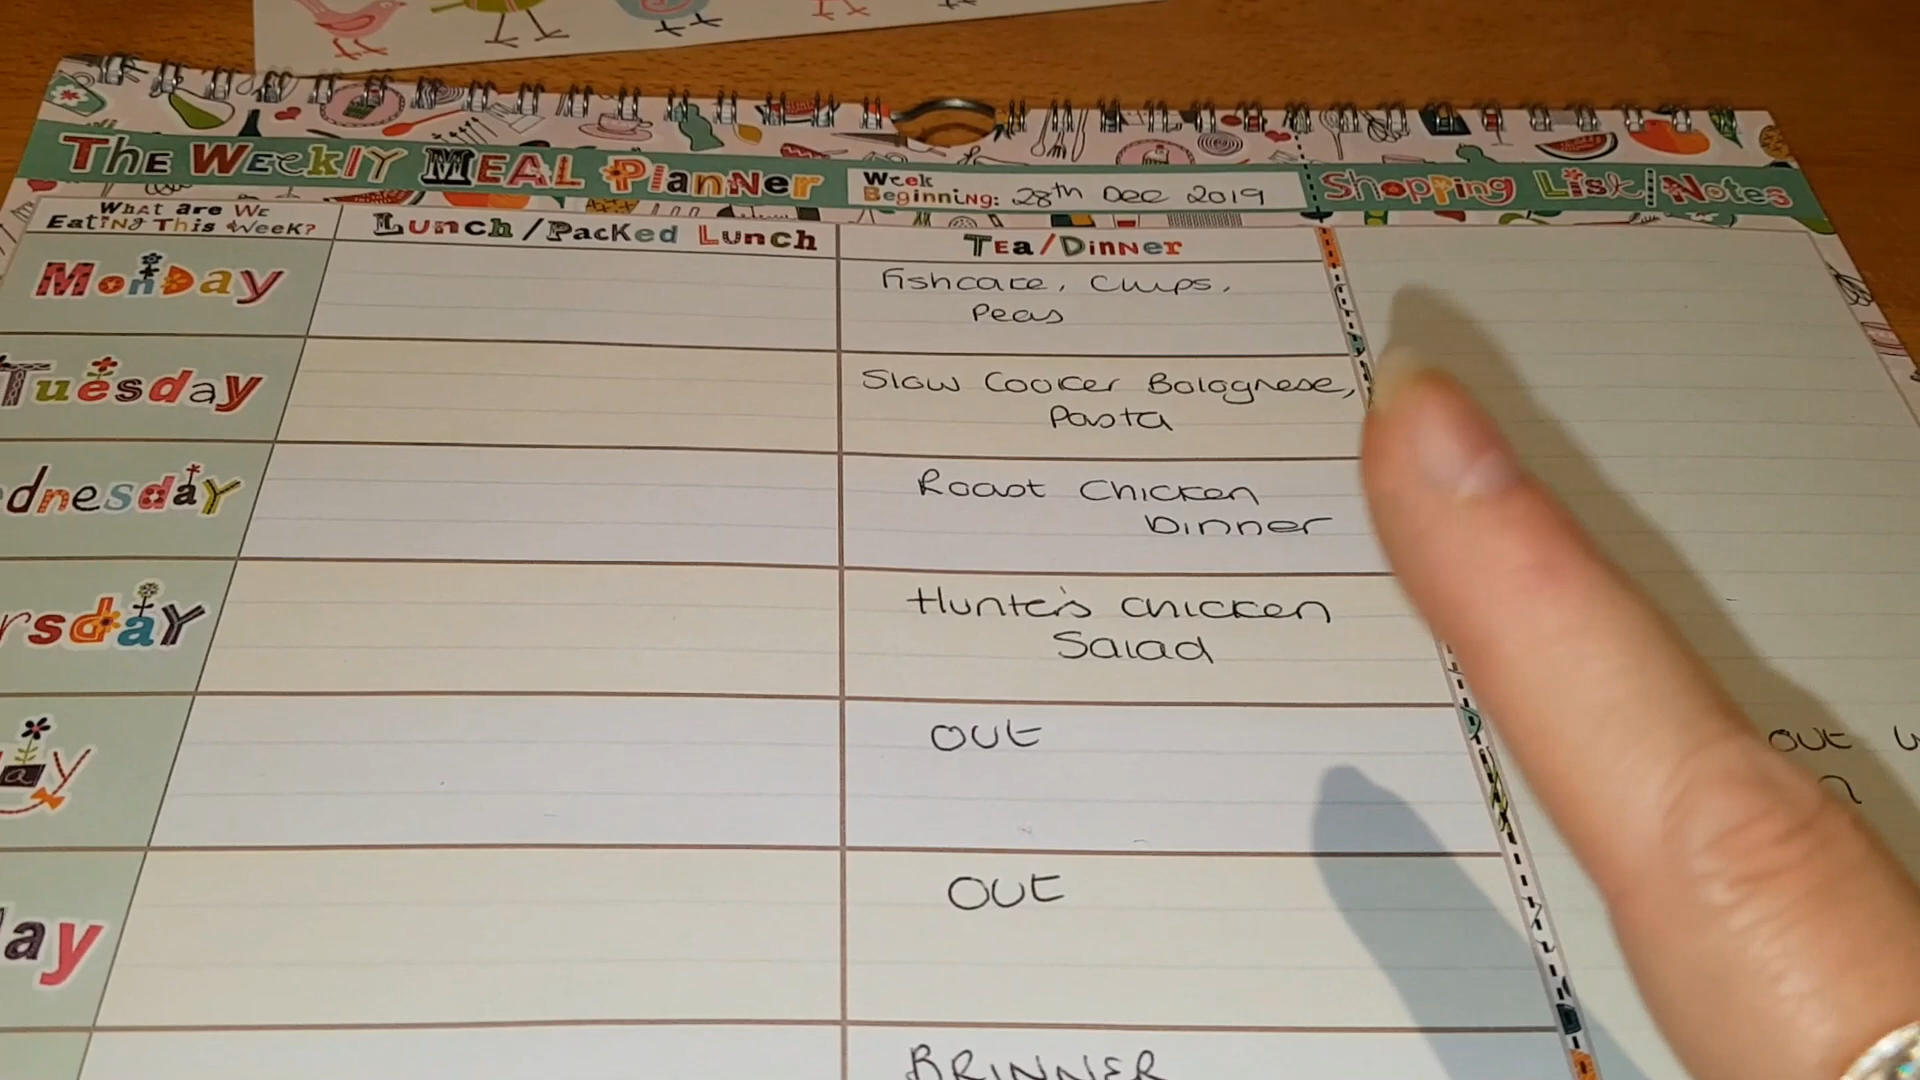 The Weekly Meal Planner
Week
Beginning: 28th Dec 2019
Shopping List/Notes
What are We
Eating This Week?
Lunch/Packed Lunch
Tea/Dinner
Monday
Fishcake, Chips,
Peas
Tuesday
Slow Cooker Bolognese,
Pasta
dnesday
Roast Chicken
Dinner
rsday
Hunter's chicken
Salad
ay
OUT
OUT
ay
OUT
BRINNER